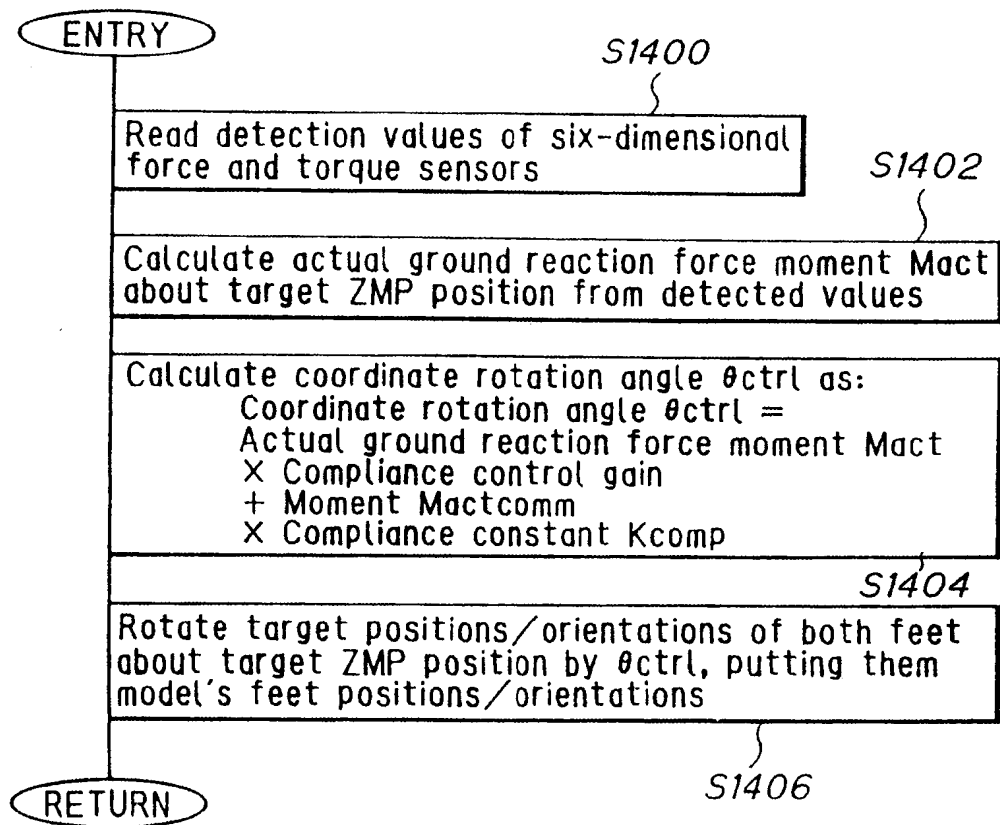 ENTRY
S1400
Read detection values of six-dimensional
force and torque sensors
S1402
Calculate actual ground reaction force moment Mact
about target ZMP position from detected values
Calculate coordinate rotation angle θctrl as:
Coordinate rotation angle θctrl =
Actual ground reaction force moment Mact
× Compliance control gain
+ Moment Mactcomm
× Compliance constant Kcomp
S1404
Rotate target positions/orientations of both feet
about target ZMP position by θctrl, putting them
model's feet positions/orientations
S1406
RETURN